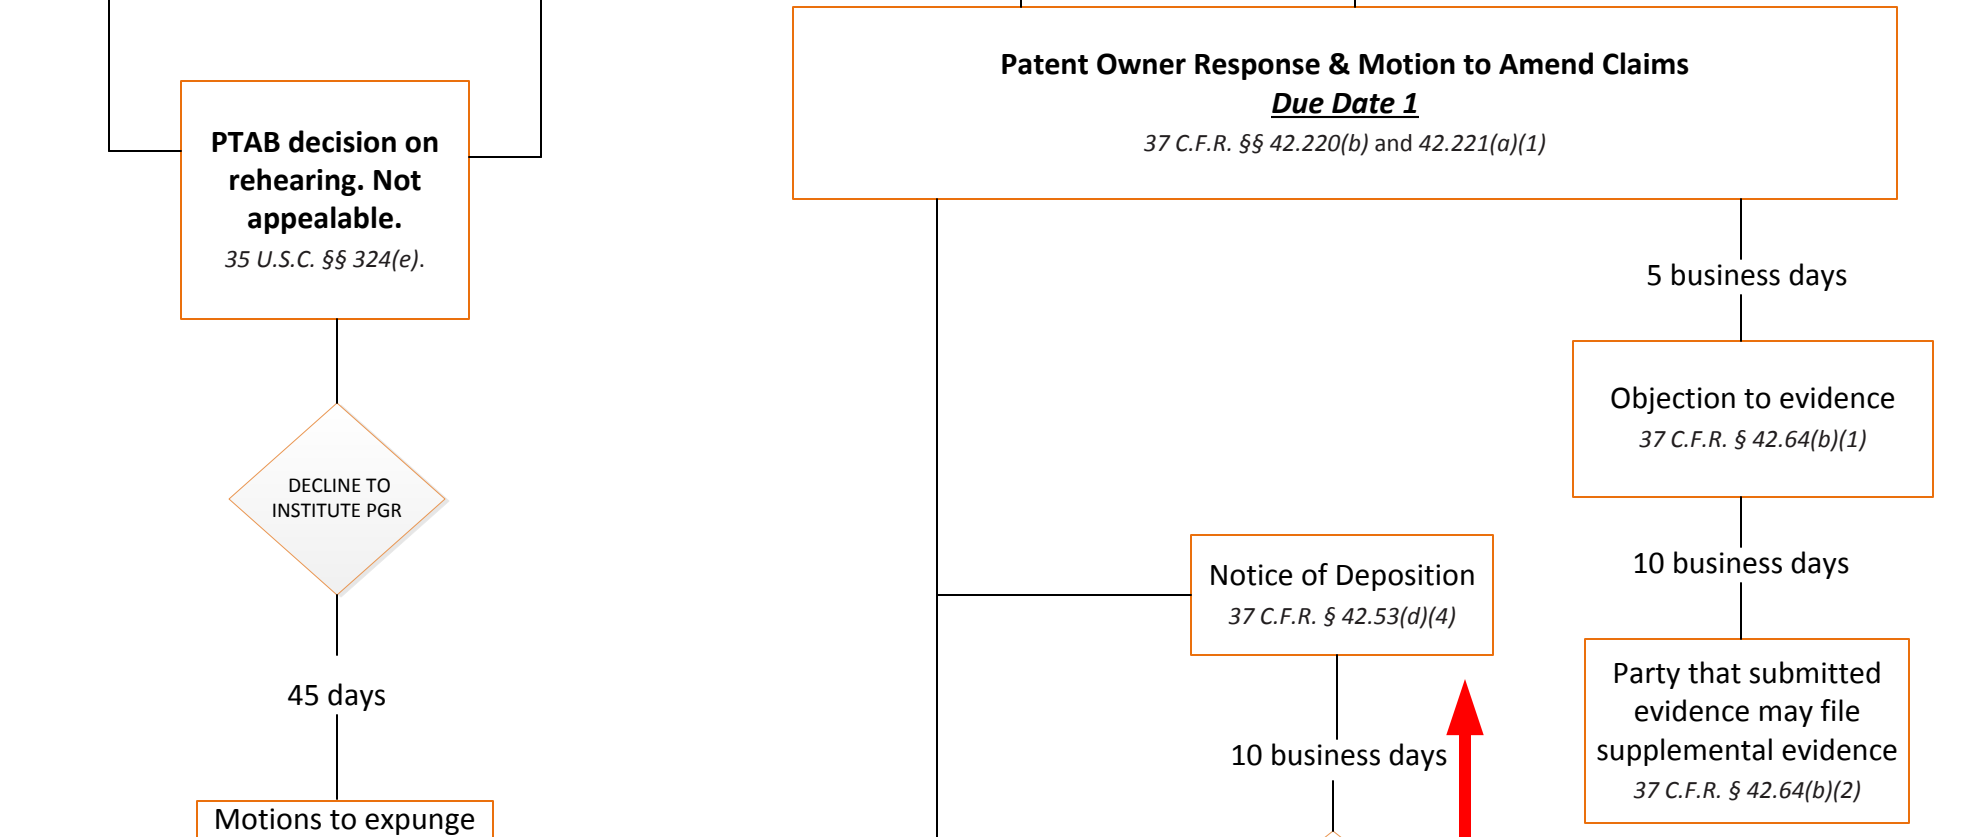 PTAB decision on
rehearing. Not
appealable.
35 U.S.C. §§ 324(e).
DECLINE TO
INSTITUTE PGR
45 days
Motions to expunge
Patent Owner Response & Motion to Amend Claims
Due Date 1
37 C.F.R. §§ 42.220(b) and 42.221(a)(1)
5 business days
Objection to evidence
37 C.F.R. § 42.64(b)(1)
10 business days
Party that submitted
evidence may file
supplemental evidence
37 C.F.R. § 42.64(b)(2)
Notice of Deposition
37 C.F.R. § 42.53(d)(4)
10 business days